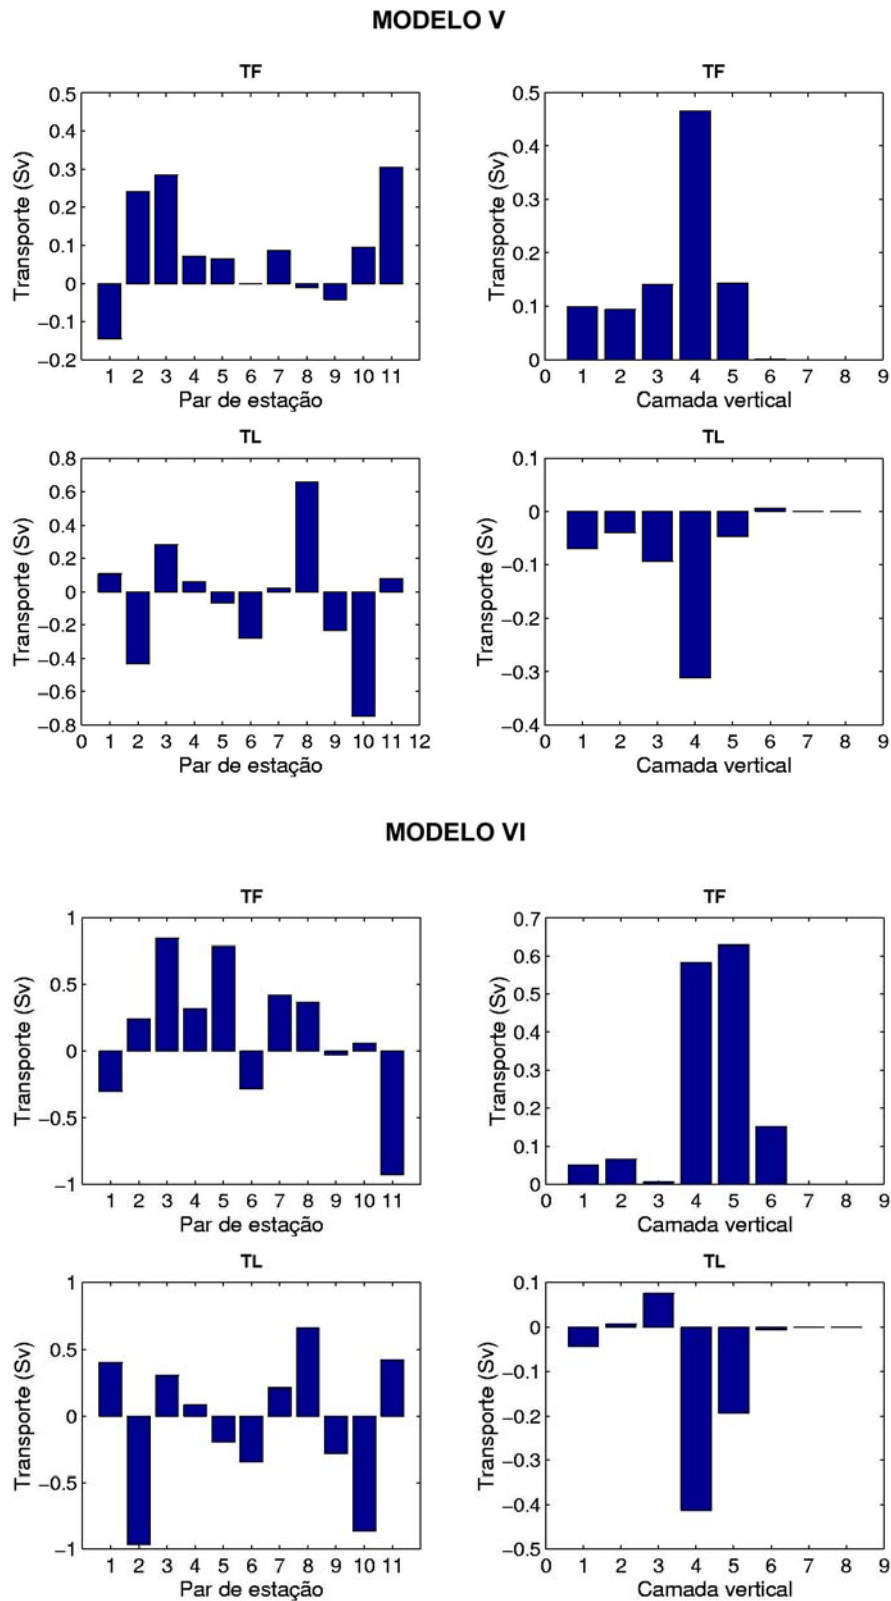 MODELO V
TF
Transporte (Sv)
0.5
0.4
0.3
0.2
0.1
0
−0.1
−0.2
1 2 3 4 5 6 7 8 9 10 11
Par de estação
TF
Transporte (Sv)
0.5
0.4
0.3
0.2
0.1
0
0 1 2 3 4 5 6 7 8 9
Camada vertical
TL
Transporte (Sv)
0.8
0.6
0.4
0.2
0
−0.2
−0.4
−0.6
−0.8
0 1 2 3 4 5 6 7 8 9 10 11 12
Par de estação
TL
Transporte (Sv)
0.1
0
−0.1
−0.2
−0.3
−0.4
0 1 2 3 4 5 6 7 8 9
Camada vertical
MODELO VI
TF
Transporte (Sv)
1
0.5
0
−0.5
−1
1 2 3 4 5 6 7 8 9 10 11
Par de estação
TF
Transporte (Sv)
0.7
0.6
0.5
0.4
0.3
0.2
0.1
0
0 1 2 3 4 5 6 7 8 9
Camada vertical
TL
Transporte (Sv)
1
0.5
0
−0.5
−1
1 2 3 4 5 6 7 8 9 10 11
Par de estação
TL
Transporte (Sv)
0.1
0
−0.1
−0.2
−0.3
−0.4
−0.5
0 1 2 3 4 5 6 7 8 9
Camada vertical